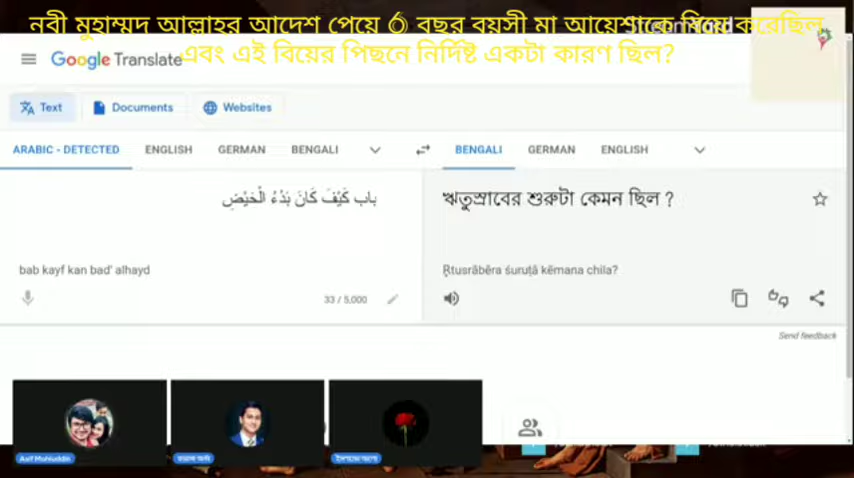 নবী মুহাম্মদ আল্লাহর আদেশ পেয়ে 6 বছর বয়সী মা আয়েশাকে বিয়ে করেছিল
এবং এই বিয়ের পিছনে নির্দিষ্ট একটা কারণ ছিল?
Google Translate
Text
Documents
Websites
ARABIC - DETECTED
ENGLISH
GERMAN
BENGALI
BENGALI
GERMAN
ENGLISH
باب كَيْفَ كَانَ بَدْءُ الْحَيْضِ
ঋতুস্রাবের শুরুটা কেমন ছিল ?
bab kayf kan bad' alhayd
R̥tusrābēra śuruṭā kēmana chila?
33 / 5,000
Send feedback
Asif Mohiuddin